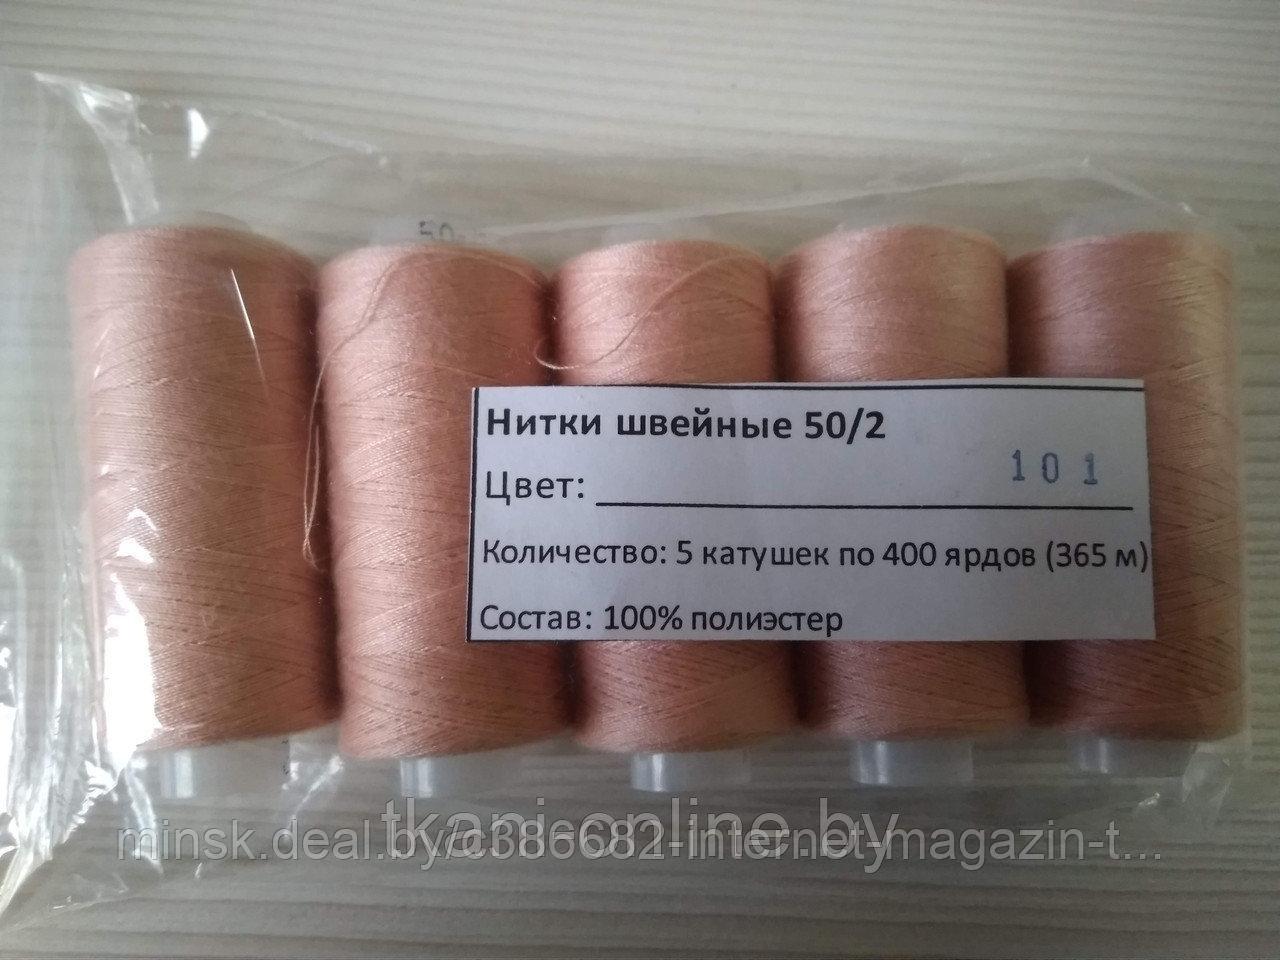 50
Нитки швейные 50/2
Цвет: 101
Количество: 5 катушек по 400 ярдов (365 м)
Состав: 100% полиэстер
tkani-online.by
minsk.deal.by/c386682-internet-magazin-t...